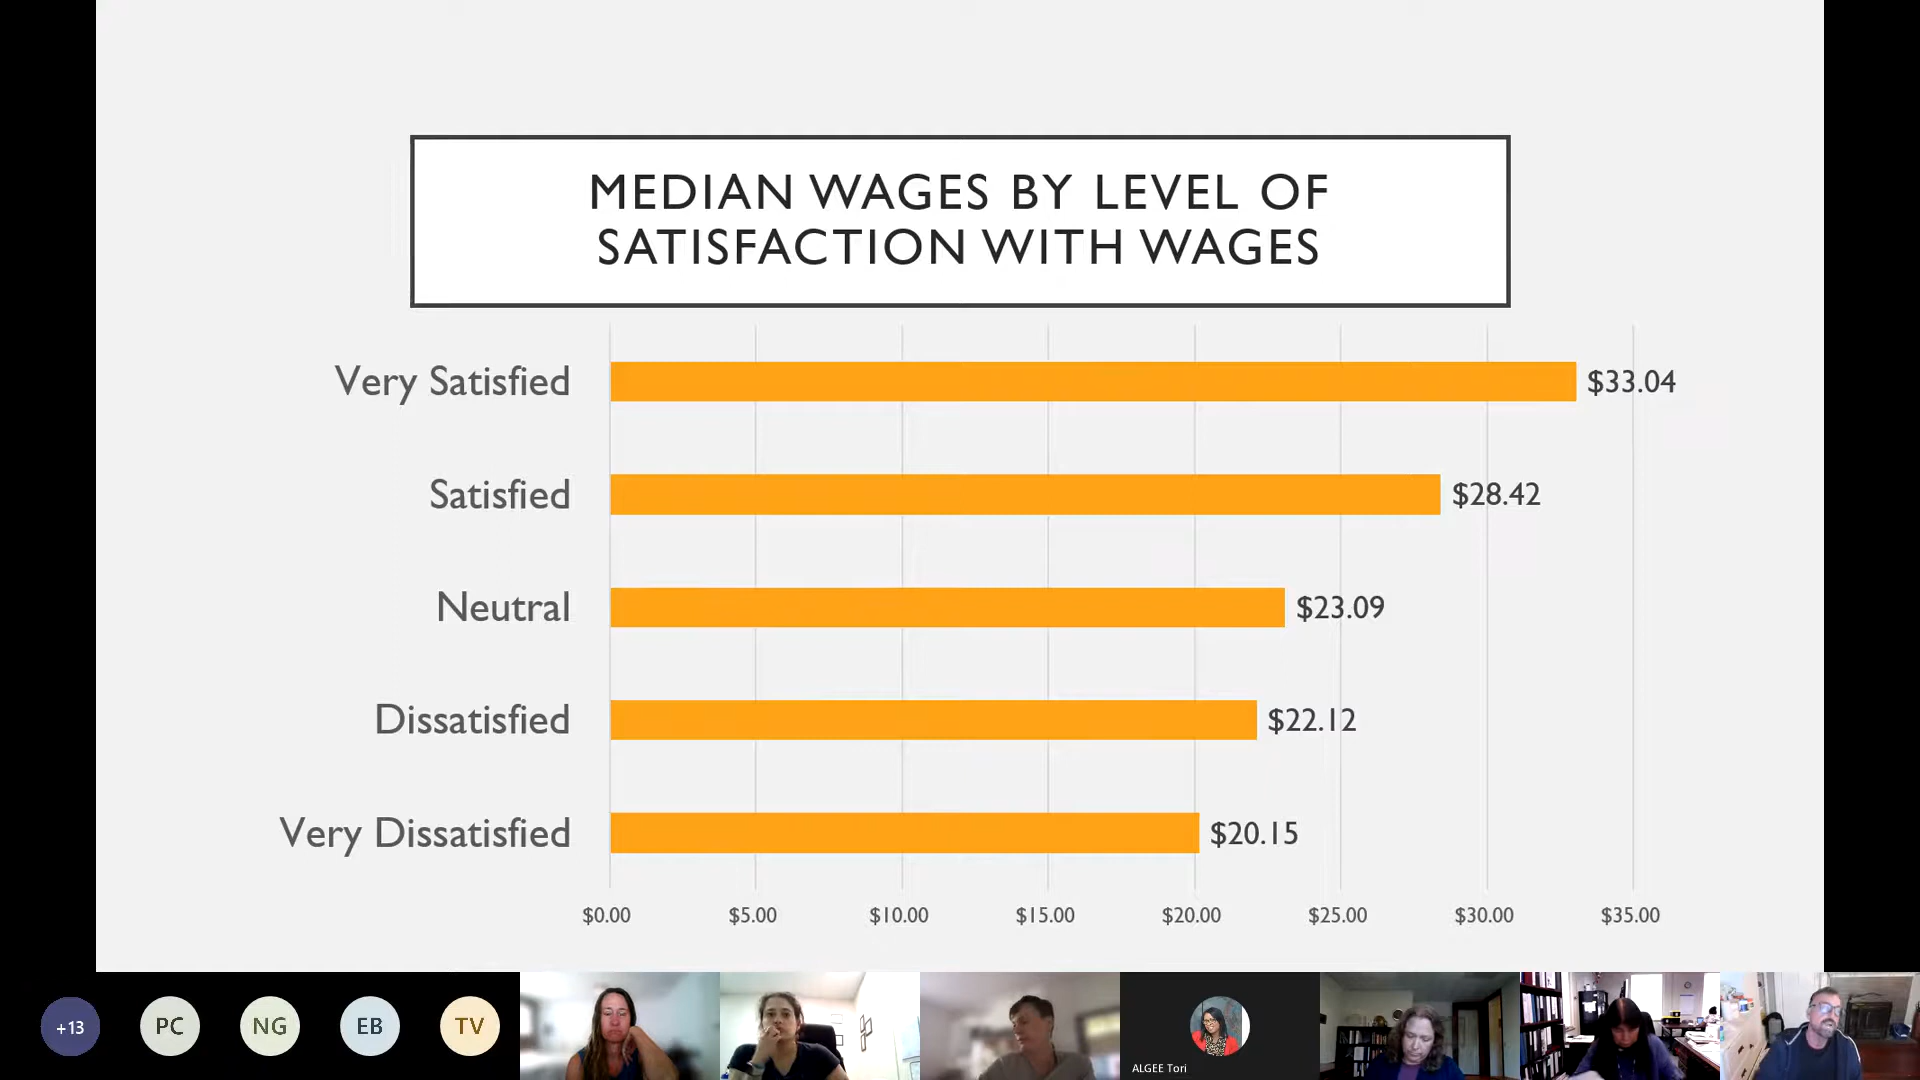 MEDIAN WAGES BY LEVEL OF
SATISFACTION WITH WAGES
Very Satisfied $33.04
Satisfied $28.42
Neutral $23.09
Dissatisfied $22.12
Very Dissatisfied $20.15
$0.00 $5.00 $10.00 $15.00 $20.00 $25.00 $30.00 $35.00
+13 PC NG EB TV
ALGEE Tori